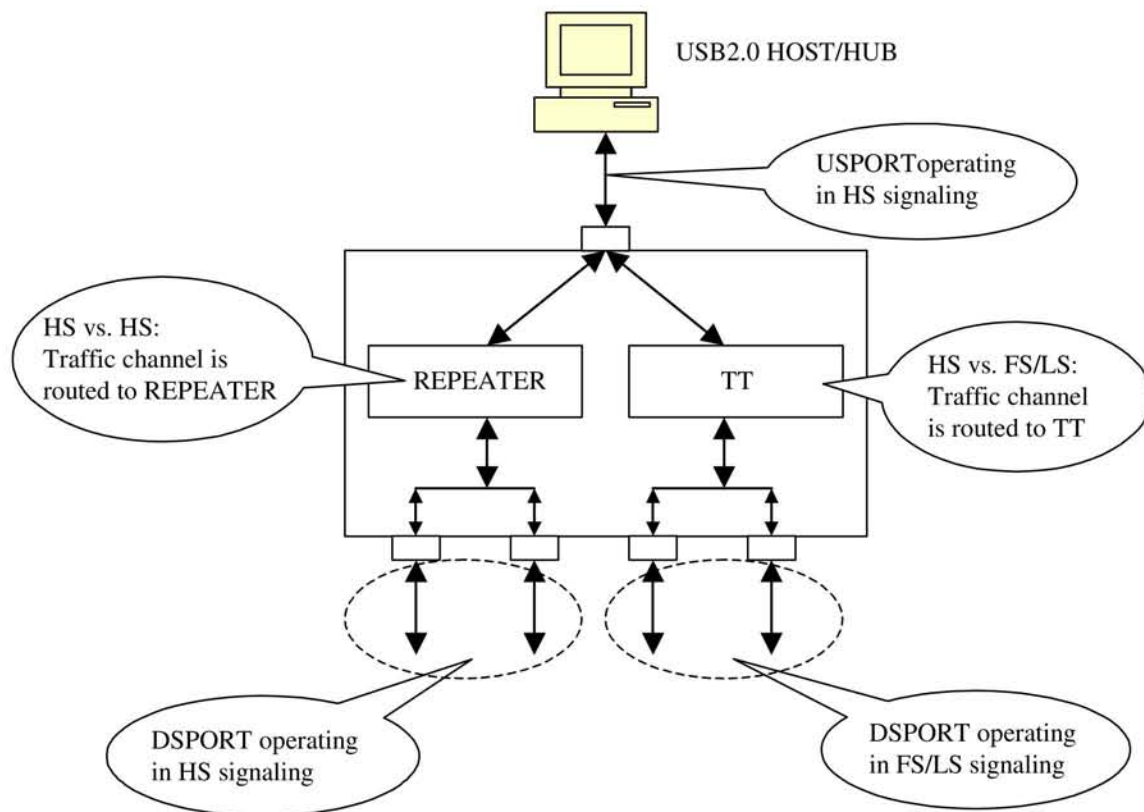 USB2.0 HOST/HUB
USPORToperating
in HS signaling
HS vs. HS:
Traffic channel is
routed to REPEATER
REPEATER
TT
HS vs. FS/LS:
Traffic channel
is routed to TT
DSPORT operating
in HS signaling
DSPORT operating
in FS/LS signaling